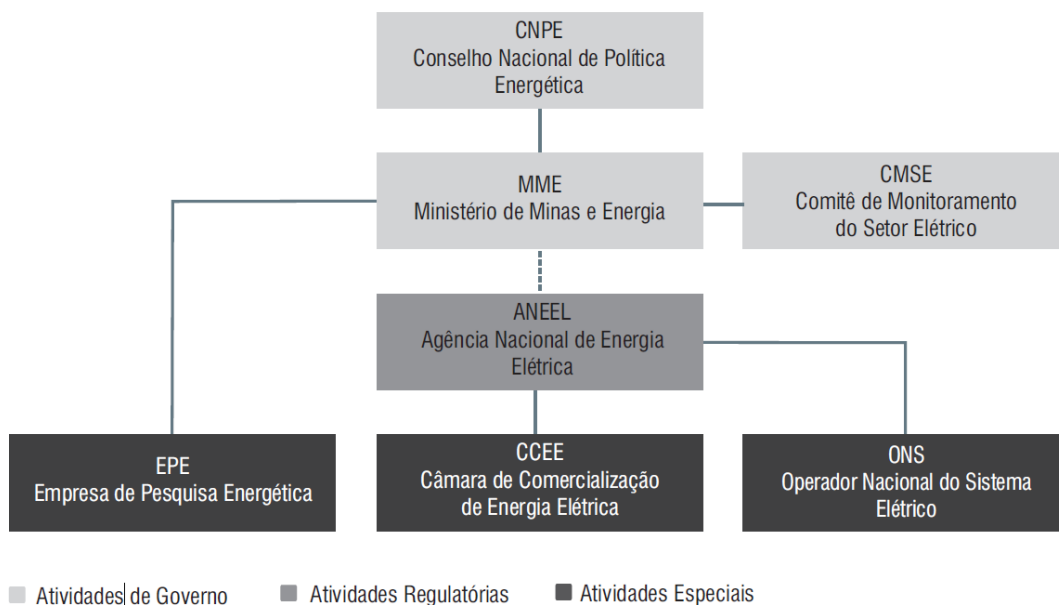 CNPE
Conselho Nacional de Política
Energética
MME
Ministério de Minas e Energia
CMSE
Comitê de Monitoramento
do Setor Elétrico
ANEEL
Agência Nacional de Energia
Elétrica
EPE
Empresa de Pesquisa Energética
CCEE
Câmara de Comercialização
de Energia Elétrica
ONS
Operador Nacional do Sistema
Elétrico
Atividades de Governo
Atividades Regulatórias
Atividades Especiais